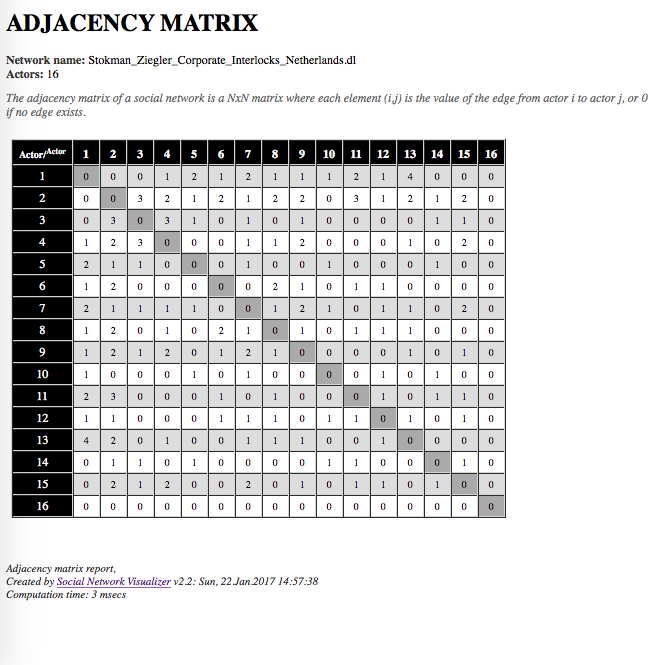 ADJACENCY MATRIX
Network name: Stokman_Ziegler_Corporate_Interlocks_Netherlands.dl
Actors: 16
The adjacency matrix of a social network is a NxN matrix where each element (i,j) is the value of the edge from actor i to actor j, or 0
if no edge exists.
Actor/Actor 1 2 3 4 5 6 7 8 9 10 11 12 13 14 15 16
1 0 0 0 1 2 1 2 1 1 1 2 1 4 0 0 0
2 0 0 3 2 1 2 1 2 2 0 3 1 2 1 2 0
3 0 3 0 3 1 0 1 0 1 0 0 0 0 1 1 0
4 1 2 3 0 0 0 1 1 2 0 0 0 1 0 2 0
5 2 1 1 0 0 0 1 0 0 1 0 0 0 1 0 0
6 1 2 0 0 0 0 0 2 1 0 1 1 0 0 0 0
7 2 1 1 1 1 0 0 1 2 1 0 1 1 0 2 0
8 1 2 0 1 0 2 1 0 1 0 1 1 1 0 0 0
9 1 2 1 2 0 1 2 1 0 0 0 0 1 0 1 0
10 1 0 0 0 1 0 1 0 0 0 0 1 0 1 0 0
11 2 3 0 0 0 1 0 1 0 0 0 1 0 1 1 0
12 1 1 0 0 0 1 1 1 0 1 1 0 1 0 1 0
13 4 2 0 1 0 0 1 1 1 0 0 1 0 0 0 0
14 0 1 1 0 1 0 0 0 0 1 1 0 0 0 1 0
15 0 2 1 2 0 0 2 0 1 0 1 1 0 1 0 0
16 0 0 0 0 0 0 0 0 0 0 0 0 0 0 0 0
Adjacency matrix report,
Created by Social Network Visualizer v2.2: Sun, 22.Jan.2017 14:57:38
Computation time: 3 msecs